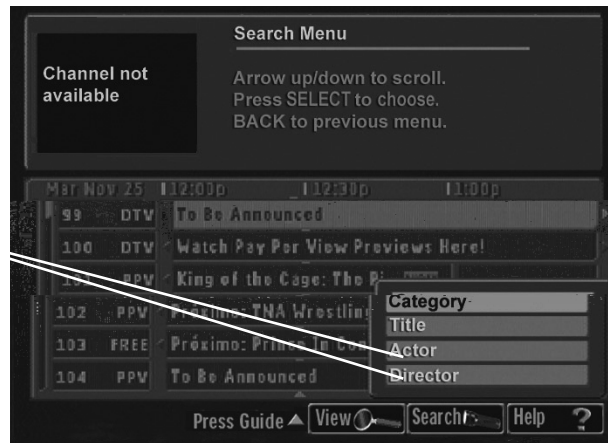 Search Menu
Channel not
available
Arrow up/down to scroll.
Press SELECT to choose.
BACK to previous menu.
Mar Nov 25 12:00p 12:30p 1:00p
99 DTV To Be Announced
100 DTV Watch Pay Per View Previews Here!
PPV King of the Cage: The
102 PPV Próximo: TNA Wrestling
103 FREE Próximo: Prince In Con
104 PPV To Be Announced
Category
Title
Actor
Director
Press Guide View Search Help ?